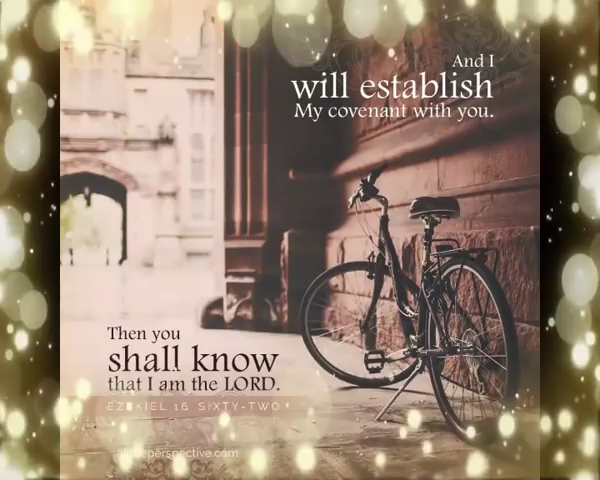 And I
will establish
My covenant with you.
Then you
shall know
that I am the LORD.
EZEKIEL 16 SIXTY-TWO